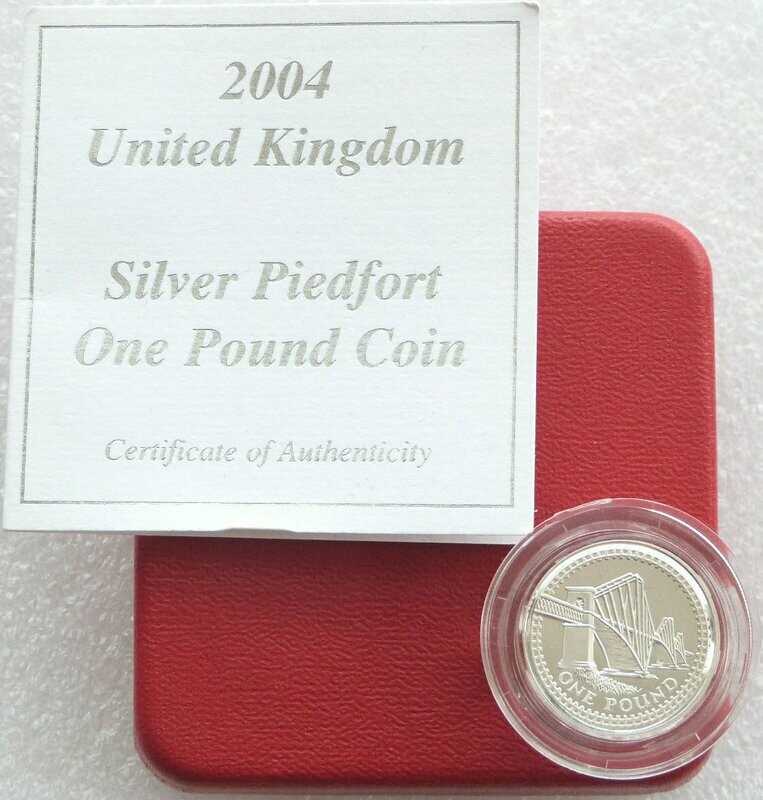 2004
United Kingdom
Silver Piedfort
One Pound Coin
Certificate of Authenticity
ONE POUND